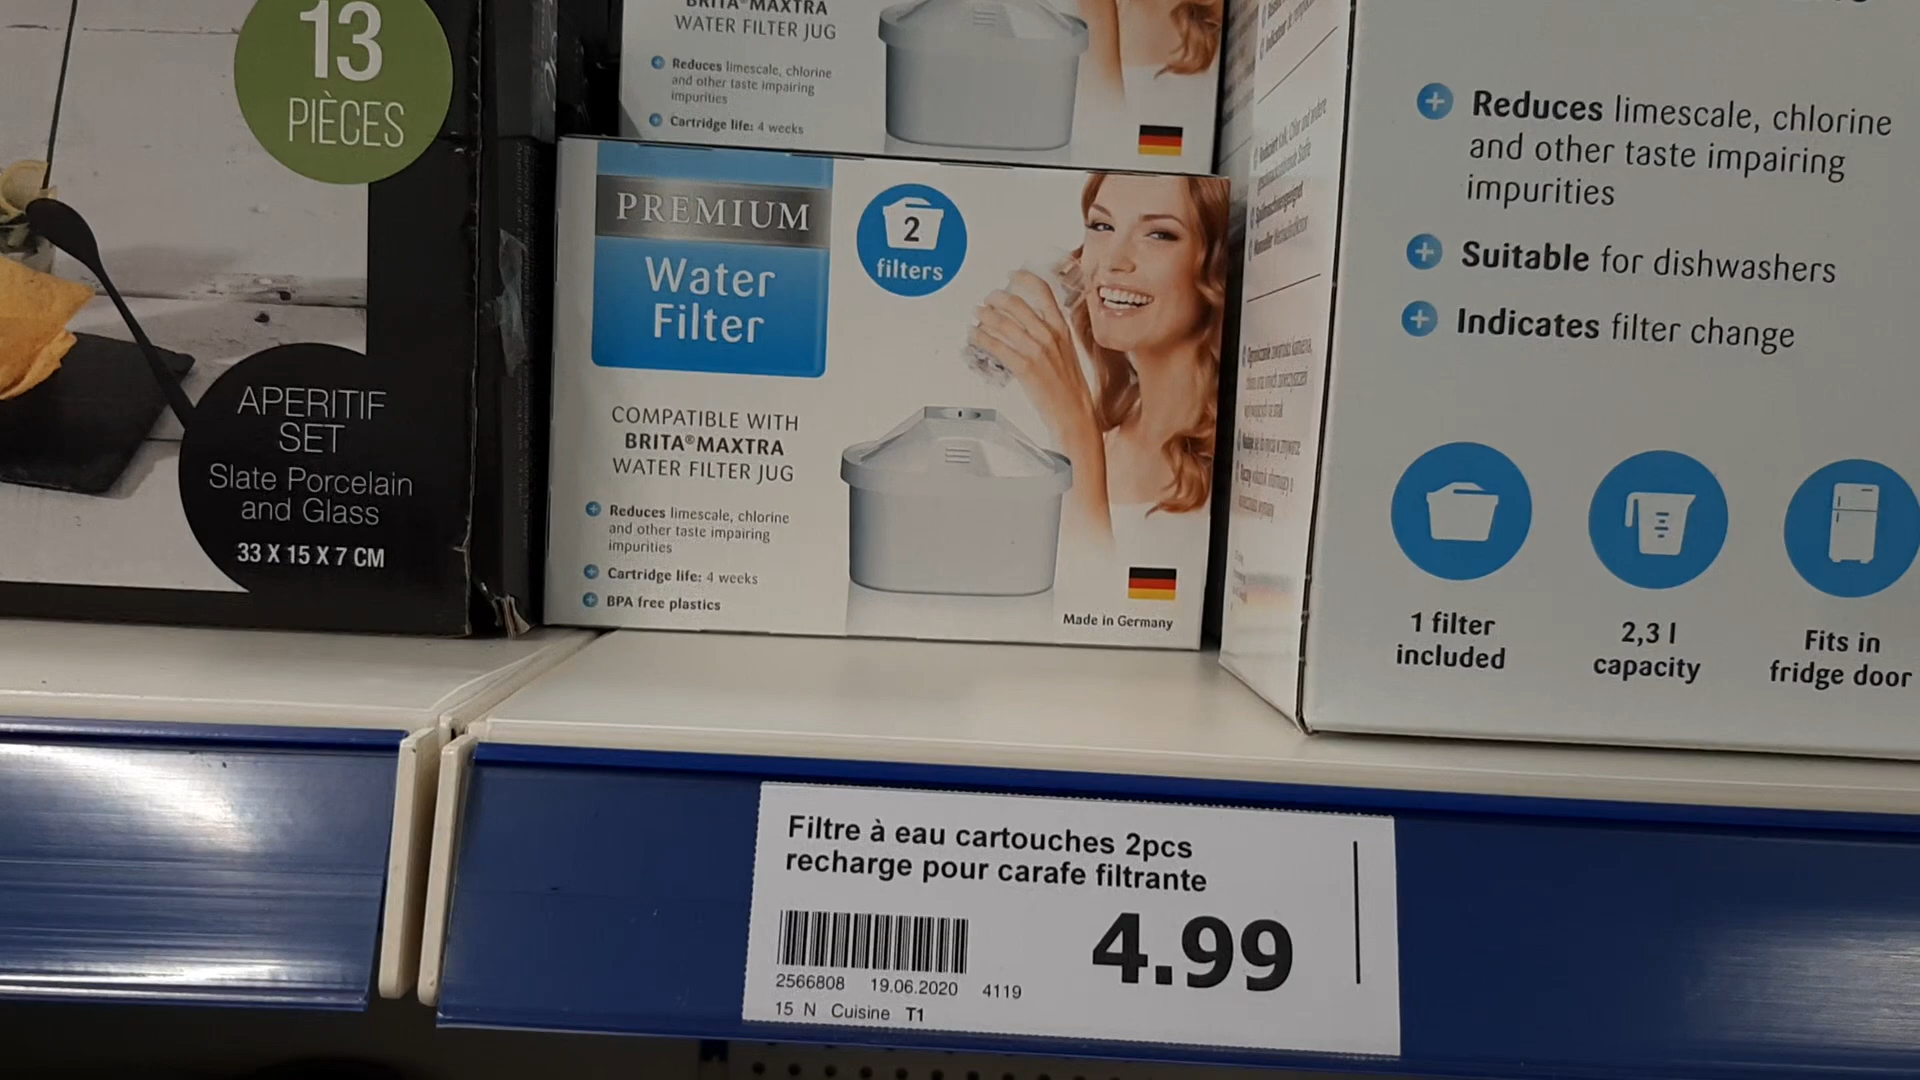 13
PIÈCES
APERITIF
SET
Slate Porcelain
and Glass
33 X 15 X 7 CM
BRITA®MAXTRA
WATER FILTER JUG
Reduces limescale, chlorine
and other taste impairing
impurities
Cartridge life: 4 weeks
PREMIUM
Water
Filter
2
filters
COMPATIBLE WITH
BRITA®MAXTRA
WATER FILTER JUG
Reduces limescale, chlorine
and other taste impairing
impurities
Cartridge life: 4 weeks
BPA free plastics
Made in Germany
Reduces limescale, chlorine
and other taste impairing
impurities
Suitable for dishwashers
Indicates filter change
1 filter
included
2,3 l
capacity
Fits in
fridge door
Filtre à eau cartouches 2pcs
recharge pour carafe filtrante
4.99
2566808 19.06.2020 4119
15 N Cuisine T1